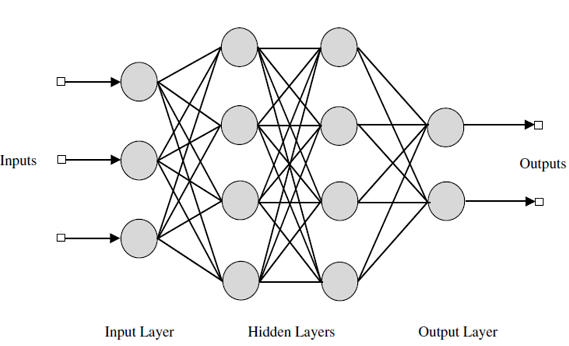 Inputs
Outputs
Input Layer
Hidden Layers
Output Layer